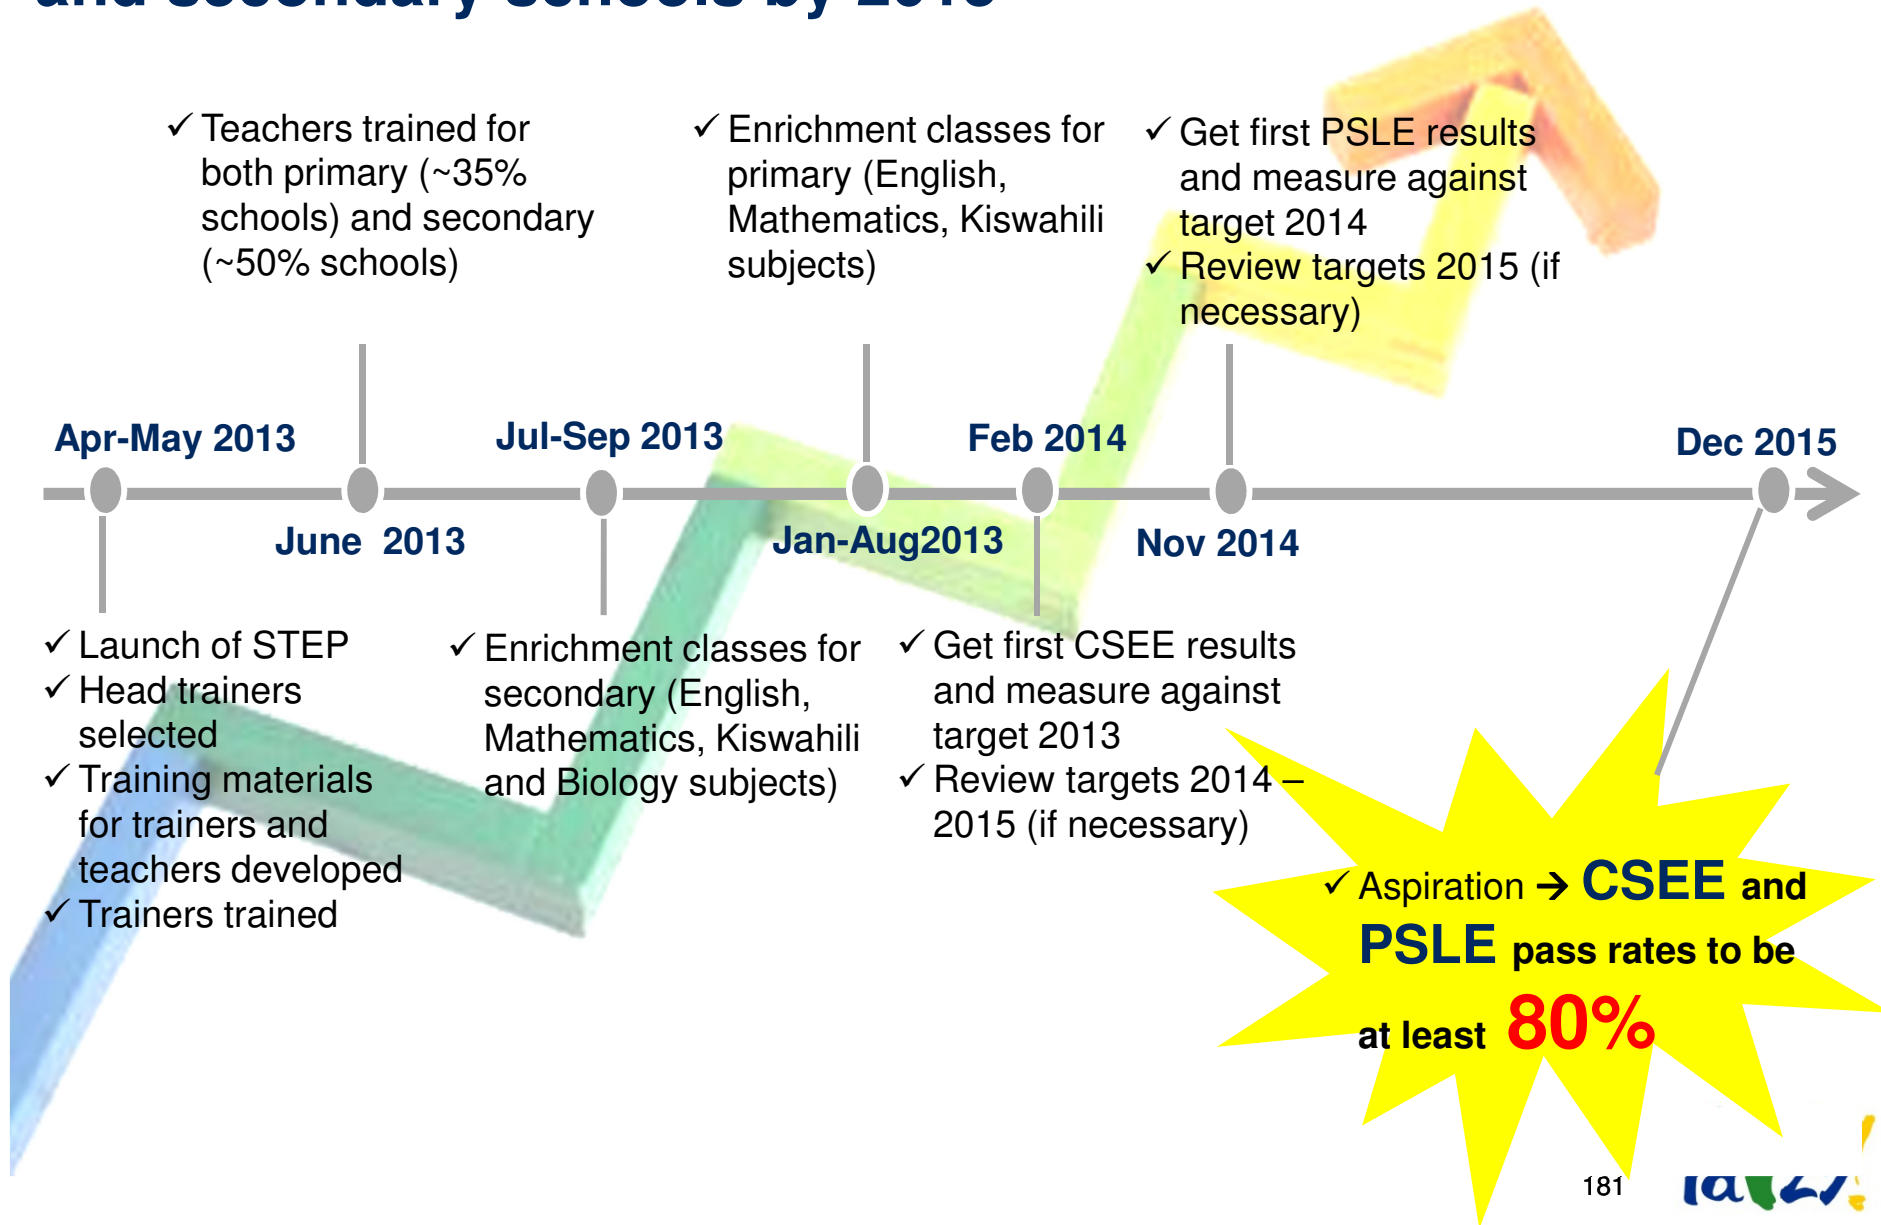 ✓ Teachers trained for
both primary (~35%
schools) and secondary
(~50% schools)
✓ Enrichment classes for
primary (English,
Mathematics, Kiswahili
subjects)
✓ Get first PSLE results
and measure against
target 2014
✓ Review targets 2015 (if
necessary)
Apr-May 2013
Jul-Sep 2013
Feb 2014
Dec 2015
June 2013
Jan-Aug2013
Nov 2014
✓ Launch of STEP
✓ Head trainers
selected
✓ Training materials
for trainers and
teachers developed
✓ Trainers trained
✓ Enrichment classes for
secondary (English,
Mathematics, Kiswahili
and Biology subjects)
✓ Get first CSEE results
and measure against
target 2013
✓ Review targets 2014 –
2015 (if necessary)
✓ Aspiration → CSEE and
PSLE pass rates to be
at least 80%
181